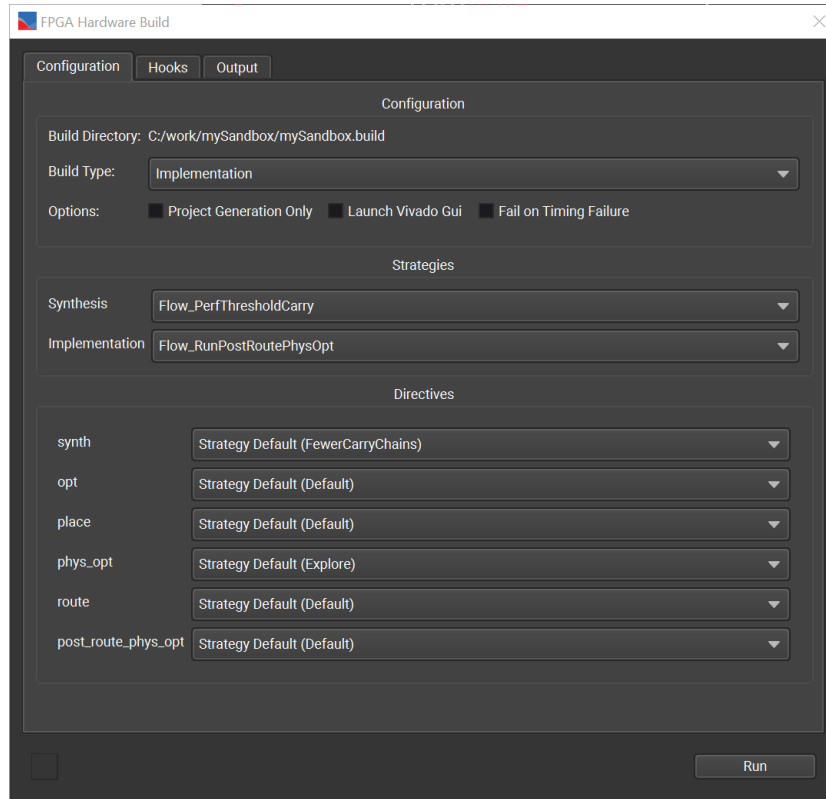 FPGA Hardware Build
Configuration Hooks Output
Configuration
Build Directory: C:/work/mySandbox/mySandbox.build
Build Type: Implementation
Options: Project Generation Only Launch Vivado Gui Fail on Timing Failure
Strategies
Synthesis Flow_PerfThresholdCarry
Implementation Flow_RunPostRoutePhysOpt
Directives
synth Strategy Default (FewerCarryChains)
opt Strategy Default (Default)
place Strategy Default (Default)
phys_opt Strategy Default (Explore)
route Strategy Default (Default)
post_route_phys_opt Strategy Default (Default)
Run